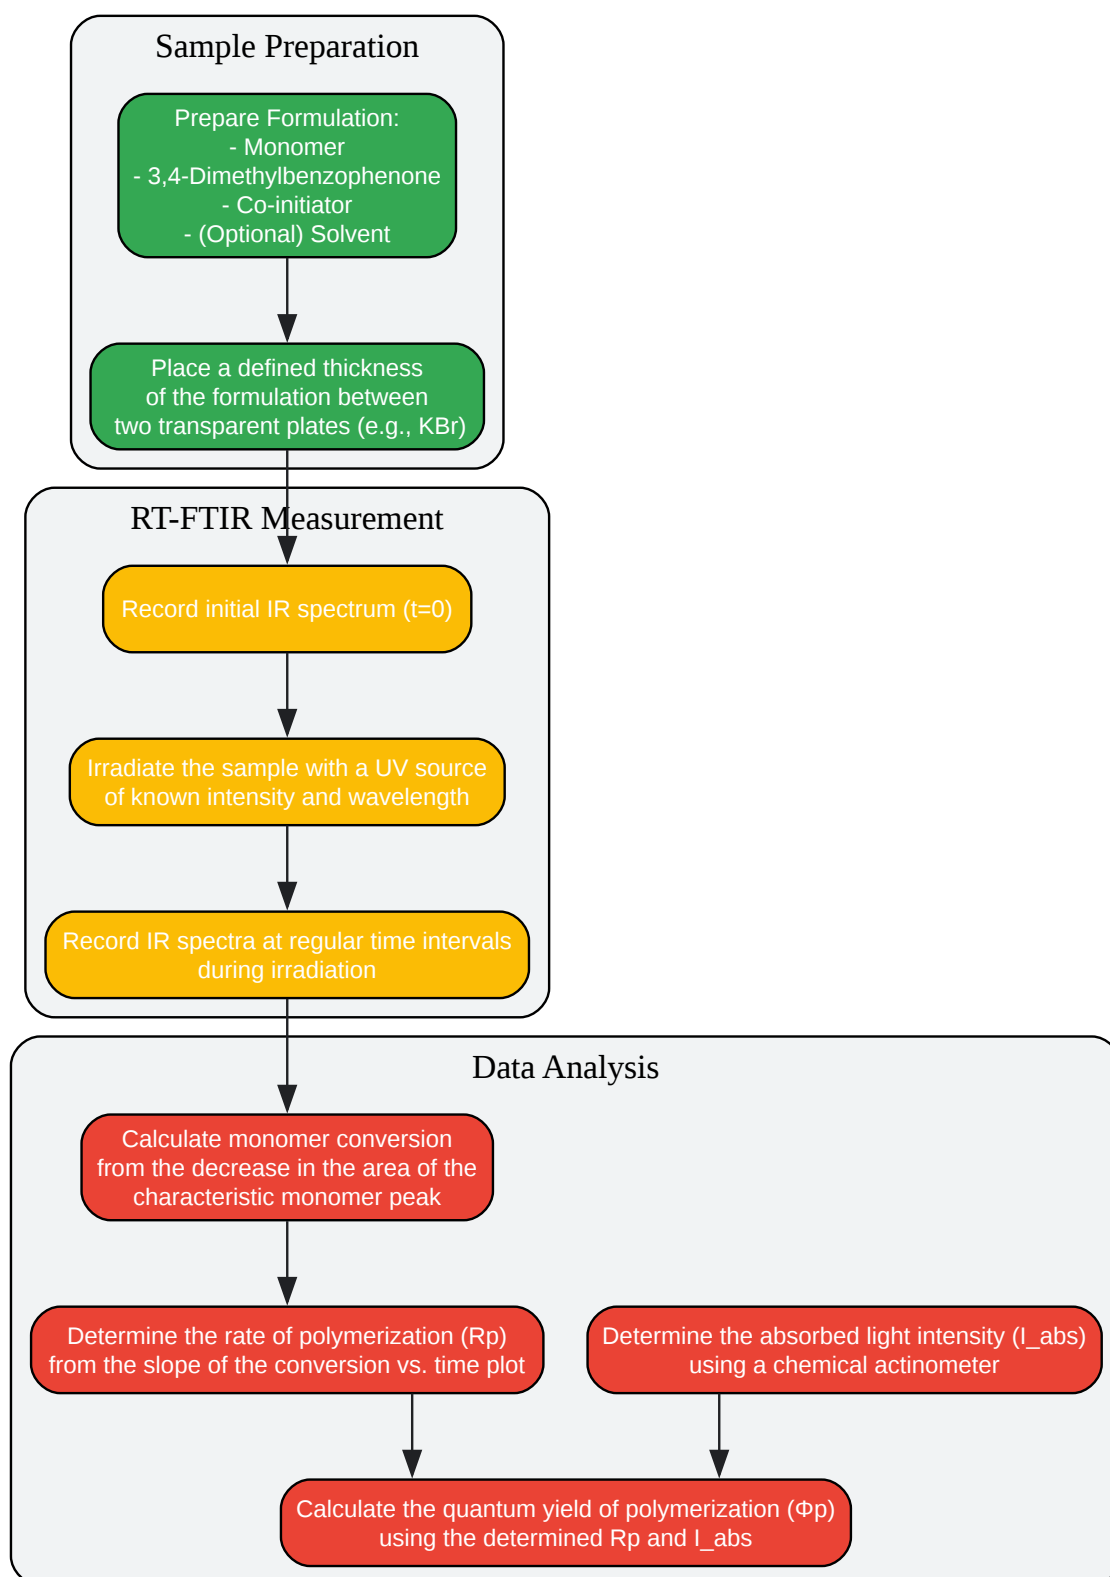 Sample Preparation
Prepare Formulation:
- Monomer
- 3,4-Dimethylbenzophenone
- Co-initiator
- (Optional) Solvent
Place a defined thickness
of the formulation between
two transparent plates (e.g., KBr)
RT-FTIR Measurement
Record initial IR spectrum (t=0)
Irradiate the sample with a UV source
of known intensity and wavelength
Record IR spectra at regular time intervals
during irradiation
Data Analysis
Calculate monomer conversion
from the decrease in the area of the
characteristic monomer peak
Determine the rate of polymerization (Rp)
from the slope of the conversion vs. time plot
Determine the absorbed light intensity (I_abs)
using a chemical actinometer
Calculate the quantum yield of polymerization (Φp)
using the determined Rp and I_abs